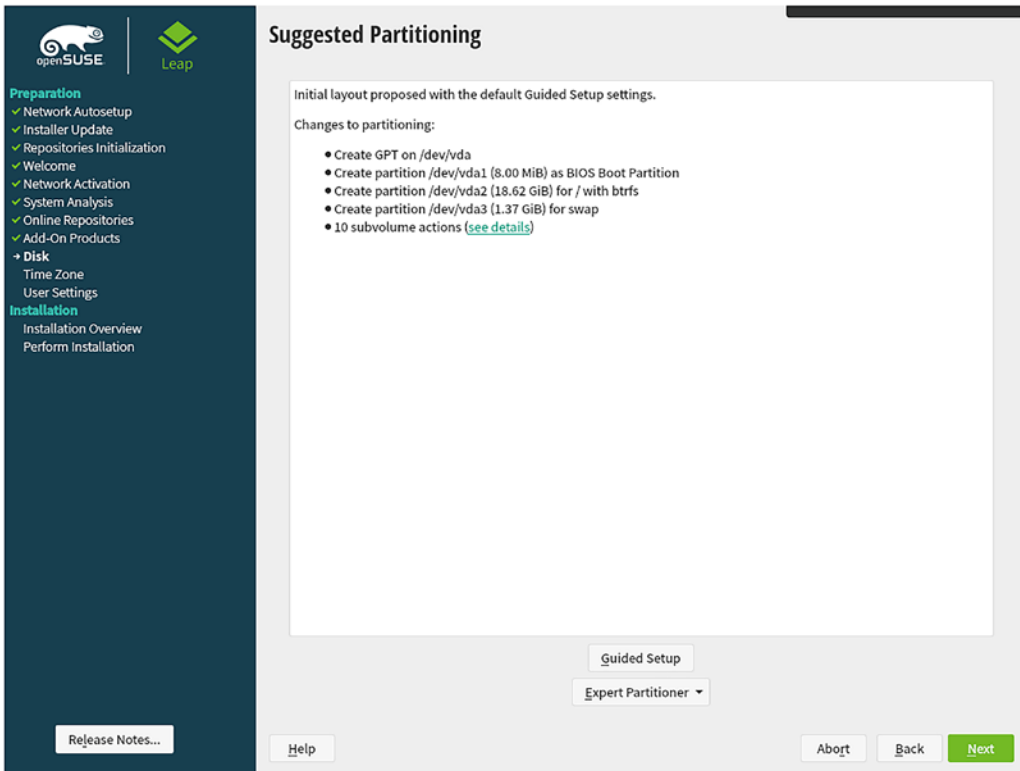 openSUSE
Leap
Preparation
✓ Network Autosetup
✓ Installer Update
✓ Repositories Initialization
✓ Welcome
✓ Network Activation
✓ System Analysis
✓ Online Repositories
✓ Add-On Products
→ Disk
Time Zone
User Settings
Installation
Installation Overview
Perform Installation
Release Notes...
Suggested Partitioning
Initial layout proposed with the default Guided Setup settings.
Changes to partitioning:
• Create GPT on /dev/vda
• Create partition /dev/vda1 (8.00 MiB) as BIOS Boot Partition
• Create partition /dev/vda2 (18.62 GiB) for / with btrfs
• Create partition /dev/vda3 (1.37 GiB) for swap
• 10 subvolume actions (see details)
Guided Setup
Expert Partitioner
Help
Abort
Back
Next